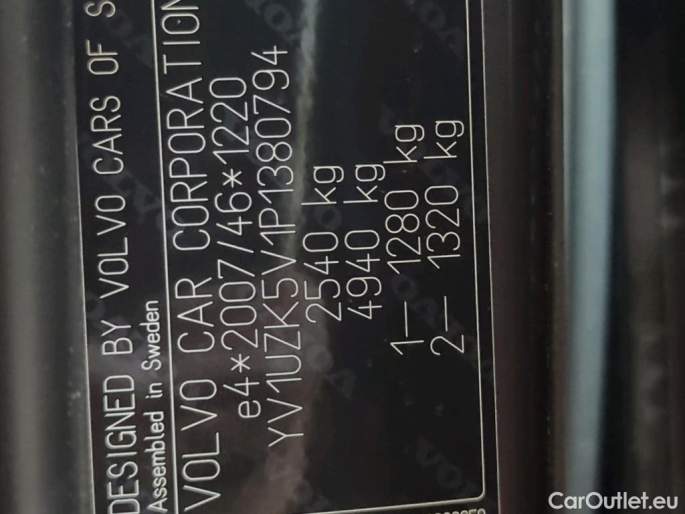 DESIGNED BY VOLVO CARS OF S
Assembled in Sweden
VOLVO CAR CORPORATION
e4*2007/46*1220
YV1UZK5V1P1380794
2540 kg
4940 kg
1– 1280 kg
2– 1320 kg
CarOutlet.eu